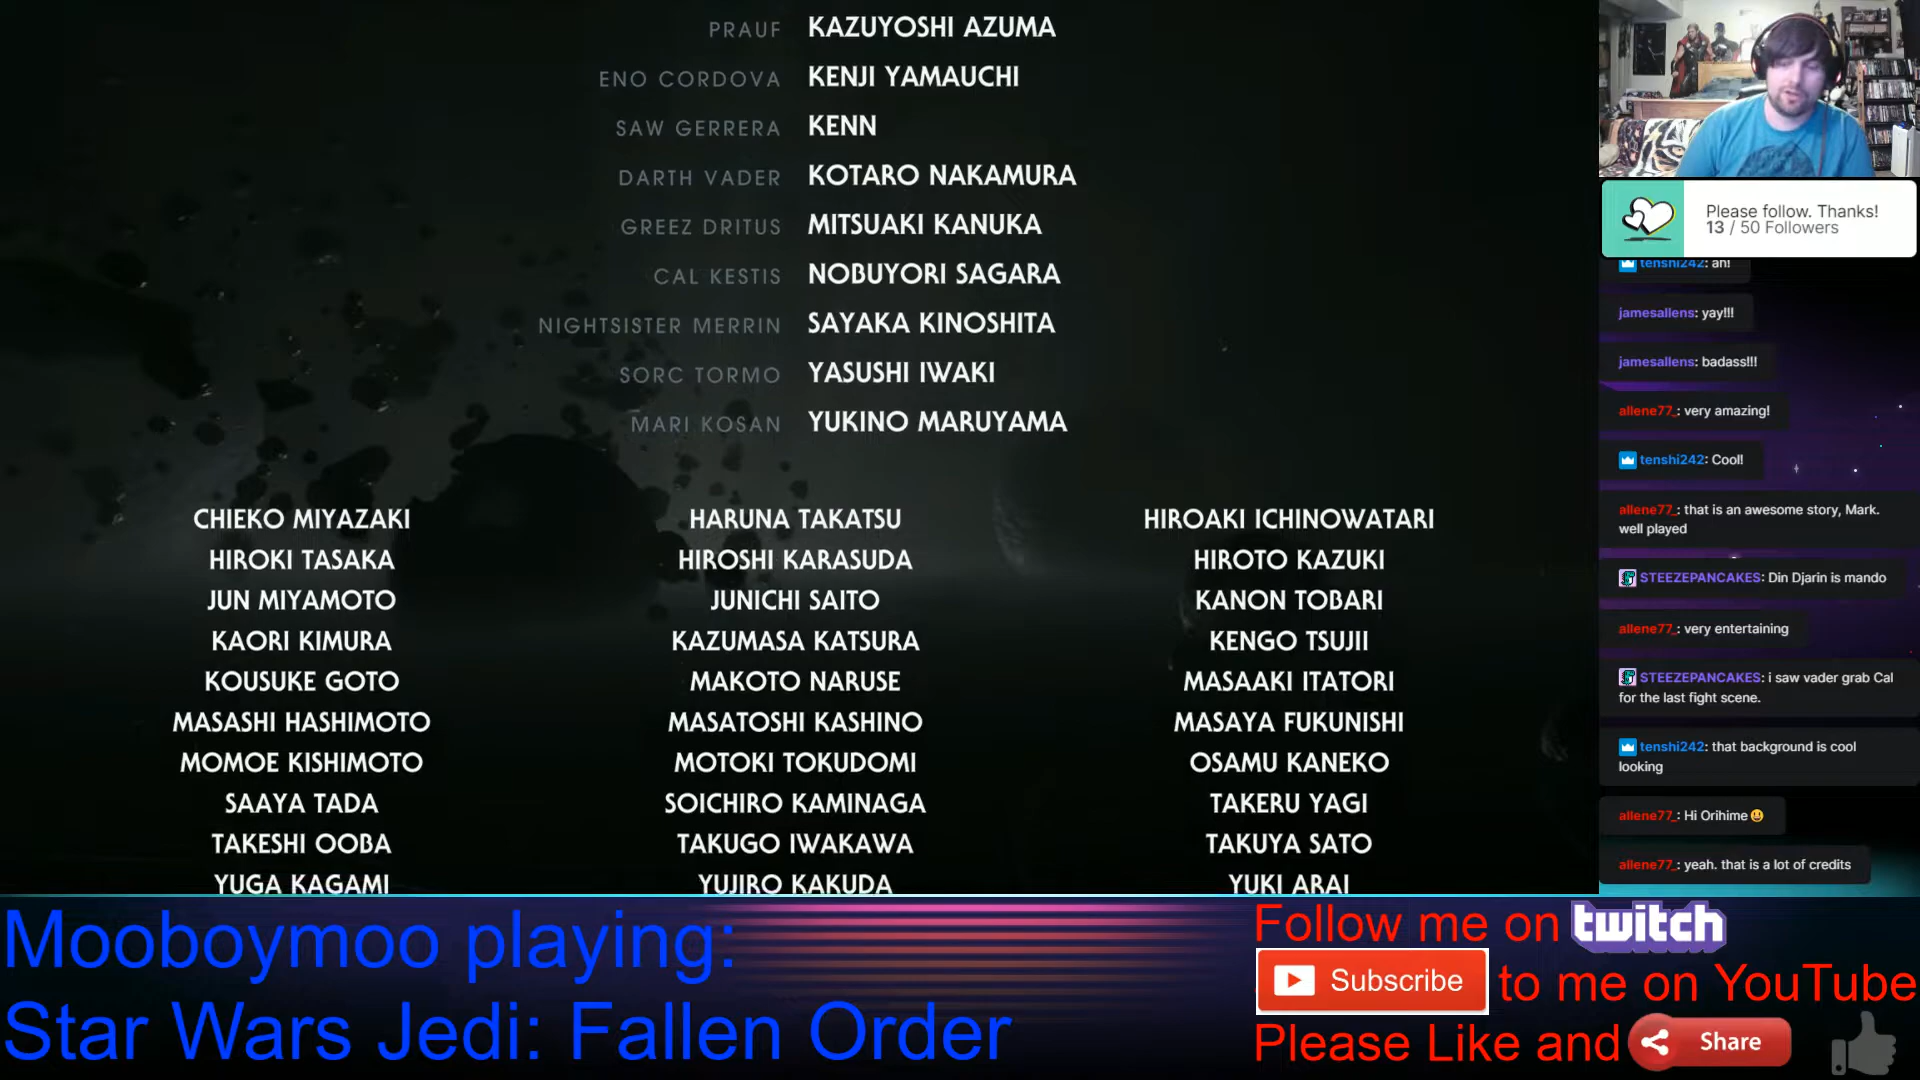 PRAUF KAZUYOSHI AZUMA
ENO CORDOVA KENJI YAMAUCHI
SAW GERRERA KENN
DARTH VADER KOTARO NAKAMURA
GREEZ DRITUS MITSUAKI KANUKA
CAL KESTIS NOBUYORI SAGARA
NIGHTSISTER MERRIN SAYAKA KINOSHITA
SORC TORMO YASUSHI IWAKI
MARI KOSAN YUKINO MARUYAMA
CHIEKO MIYAZAKI HARUNA TAKATSU HIROAKI ICHINOWATARI
HIROKI TASAKA HIROSHI KARASUDA HIROTO KAZUKI
JUN MIYAMOTO JUNICHI SAITO KANON TOBARI
KAORI KIMURA KAZUMASA KATSURA KENGO TSUJII
KOUSUKE GOTO MAKOTO NARUSE MASAAKI ITATORI
MASASHI HASHIMOTO MASATOSHI KASHINO MASAYA FUKUNISHI
MOMOE KISHIMOTO MOTOKI TOKUDOMI OSAMU KANEKO
SAAYA TADA SOICHIRO KAMINAGA TAKERU YAGI
TAKESHI OOBA TAKUGO IWAKAWA TAKUYA SATO
YUGA KAGAMI YUJIRO KAKUDA YUKI ARAI
Please follow. Thanks!
13 / 50 Followers
tenshi242: ah!
jamesallens: yay!!!
jamesallens: badass!!!
allene77_: very amazing!
tenshi242: Cool!
allene77_: that is an awesome story, Mark.
well played
STEEZEPANCAKES: Din Djarin is mando
allene77_: very entertaining
STEEZEPANCAKES: i saw vader grab Cal
for the last fight scene.
tenshi242: that background is cool
looking
allene77_: Hi Orihime😃
allene77_: yeah. that is a lot of credits
Mooboymoo playing:
Star Wars Jedi: Fallen Order
Follow me on twitch
Subscribe to me on YouTube
Please Like and Share